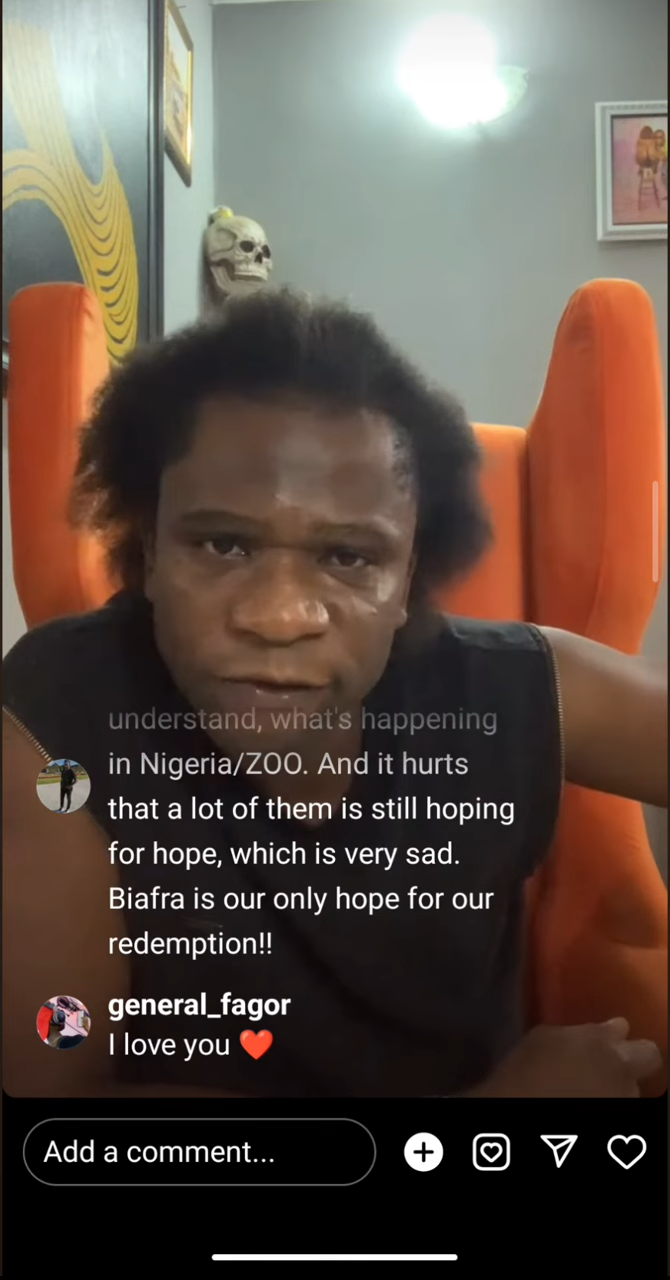 understand, what's happening
in Nigeria/ZOO. And it hurts
that a lot of them is still hoping
for hope, which is very sad.
Biafra is our only hope for our
redemption!!
general_fagor
I love you ❤️
Add a comment...